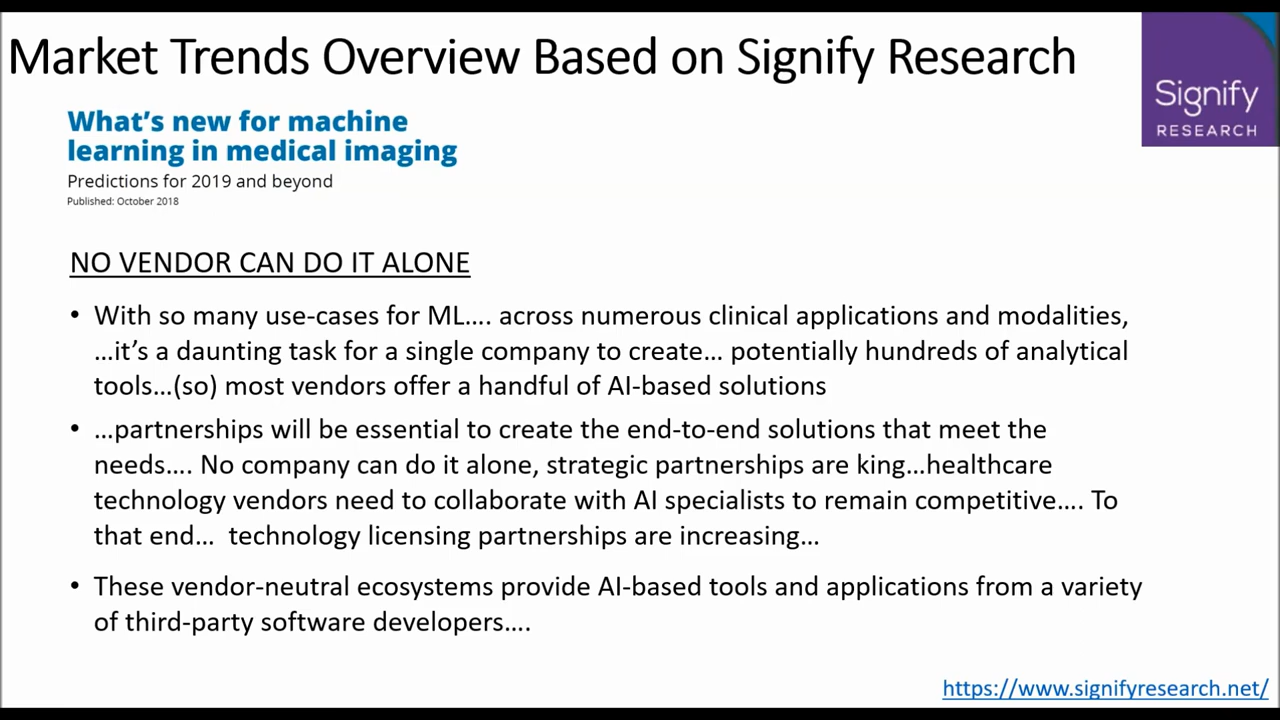 Market Trends Overview Based on Signify Research
Signify
RESEARCH
What's new for machine
learning in medical imaging
Predictions for 2019 and beyond
Published: October 2018
NO VENDOR CAN DO IT ALONE
• With so many use-cases for ML…. across numerous clinical applications and modalities,
…it's a daunting task for a single company to create… potentially hundreds of analytical
tools…(so) most vendors offer a handful of AI-based solutions
• …partnerships will be essential to create the end-to-end solutions that meet the
needs…. No company can do it alone, strategic partnerships are king…healthcare
technology vendors need to collaborate with AI specialists to remain competitive…. To
that end… technology licensing partnerships are increasing…
• These vendor-neutral ecosystems provide AI-based tools and applications from a variety
of third-party software developers….
https://www.signifyresearch.net/